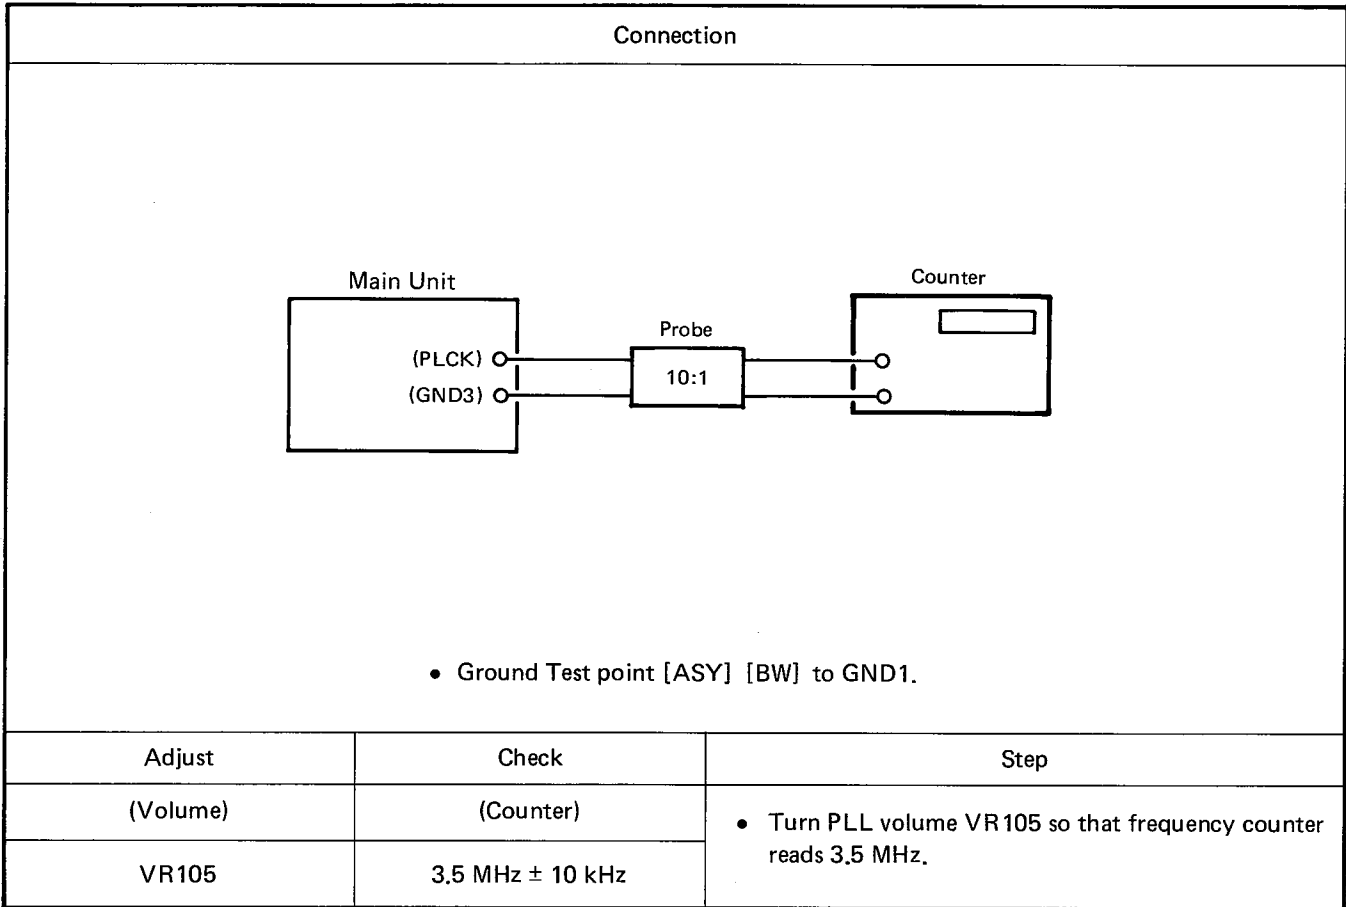 Connection
Main Unit
Counter
Probe
(PLCK)
10:1
(GND3)
• Ground Test point [ASY] [BW] to GND1.
Adjust
Check
Step
(Volume)
(Counter)
• Turn PLL volume VR105 so that frequency counter
reads 3.5 MHz.
VR105
3.5 MHz ± 10 kHz